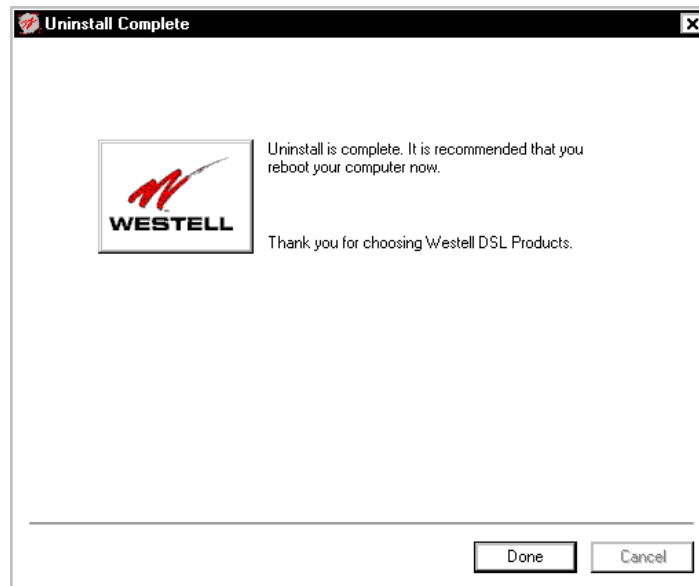 Uninstall Complete
Uninstall is complete. It is recommended that you
reboot your computer now.
WESTELL
Thank you for choosing Westell DSL Products.
Done
Cancel